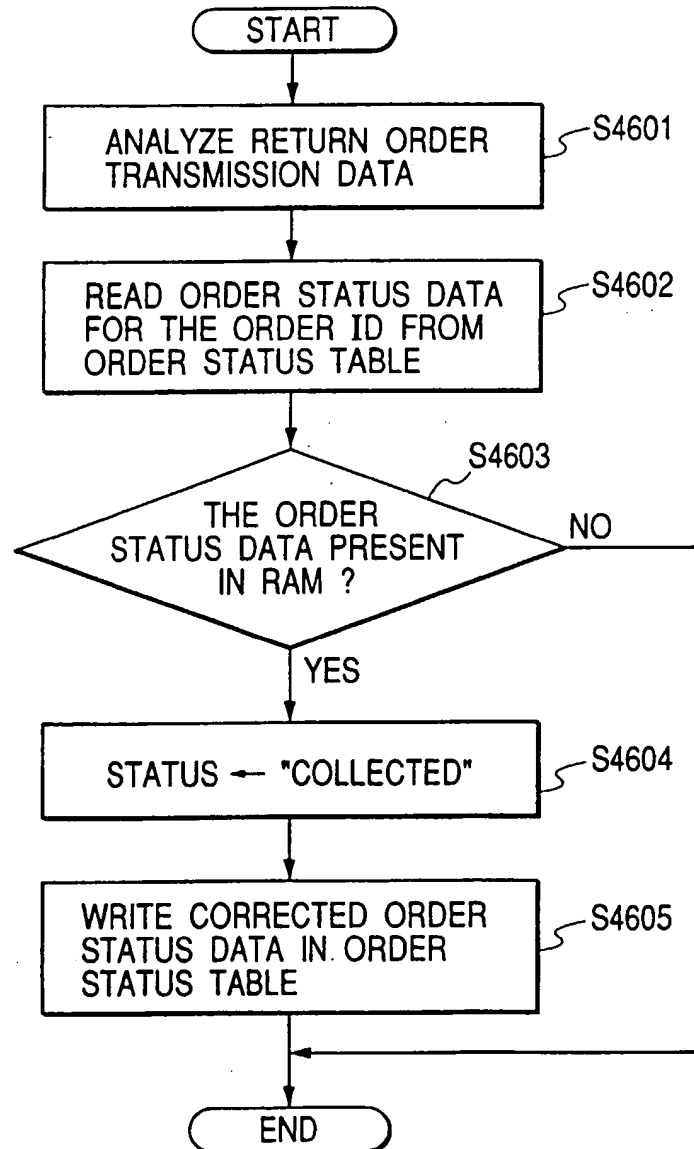 START
ANALYZE RETURN ORDER
TRANSMISSION DATA
S4601
READ ORDER STATUS DATA
FOR THE ORDER ID FROM
ORDER STATUS TABLE
S4602
S4603
THE ORDER
STATUS DATA PRESENT
IN RAM ?
NO
YES
STATUS ← "COLLECTED"
S4604
WRITE CORRECTED ORDER
STATUS DATA IN ORDER
STATUS TABLE
S4605
END